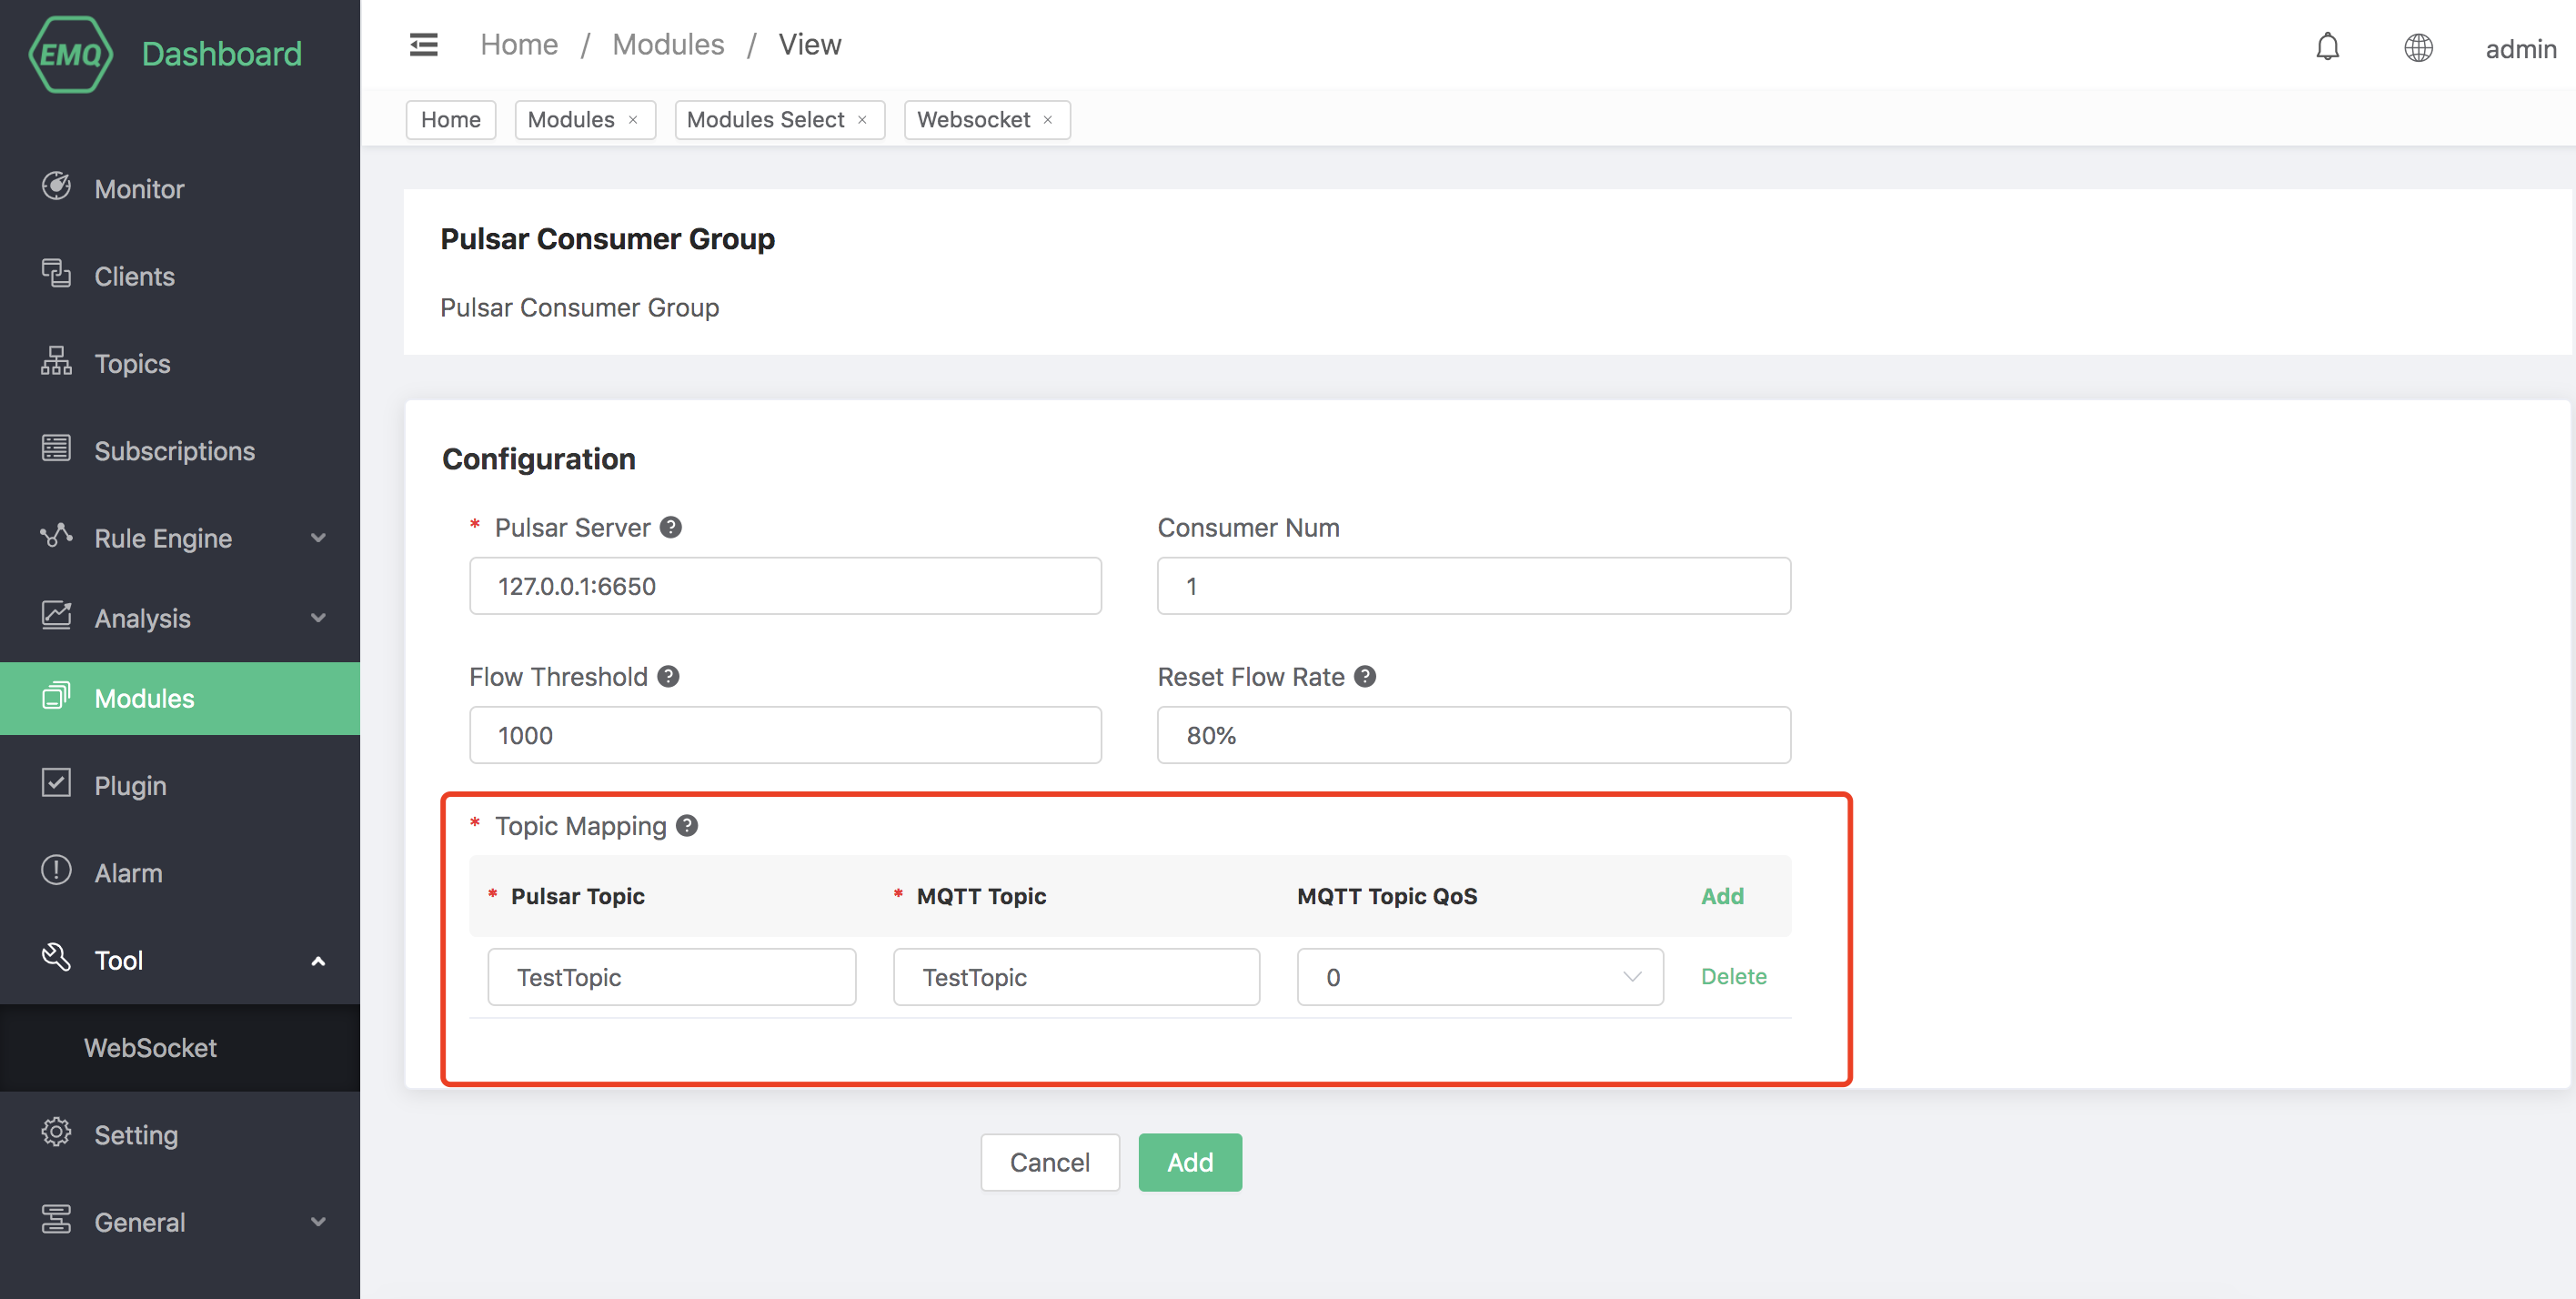 EMQ Dashboard
Home / Modules / View
admin
Home
Modules ×
Modules Select ×
Websocket ×
Monitor
Clients
Topics
Subscriptions
Rule Engine
Analysis
Modules
Plugin
Alarm
Tool
WebSocket
Setting
General
Pulsar Consumer Group
Pulsar Consumer Group
Configuration
* Pulsar Server ?
127.0.0.1:6650
Consumer Num
1
Flow Threshold ?
1000
Reset Flow Rate ?
80%
* Topic Mapping ?
* Pulsar Topic * MQTT Topic MQTT Topic QoS Add
TestTopic TestTopic 0 Delete
Cancel Add